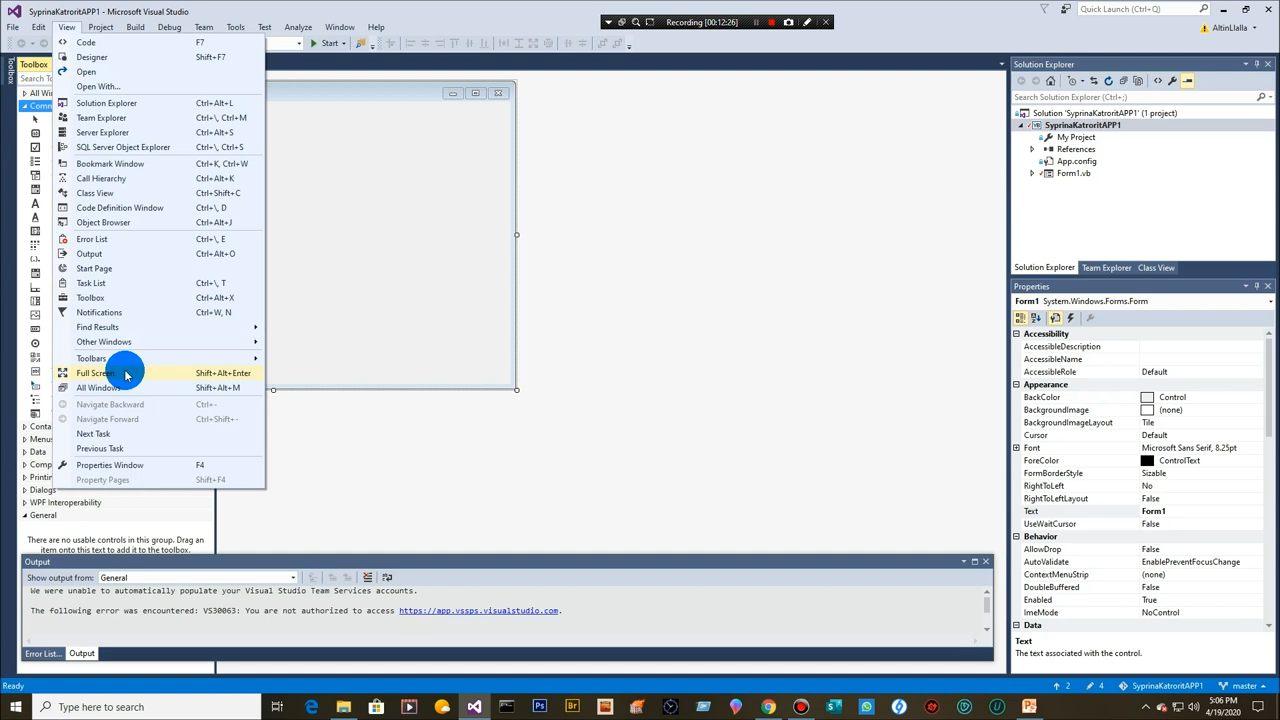 SyprinaKatroritAPP1 - Microsoft Visual Studio
Recording [00:12:26]
Quick Launch (Ctrl+Q)
File Edit View Project Build Debug Team Tools Test Analyze Window Help
AltinLlalla
Start
Toolbox
Toolbox
Code F7
Designer Shift+F7
Open
Open With...
Solution Explorer Ctrl+Alt+L
Team Explorer Ctrl+\, Ctrl+M
Server Explorer Ctrl+Alt+S
SQL Server Object Explorer Ctrl+\, Ctrl+S
Bookmark Window Ctrl+K, Ctrl+W
Call Hierarchy Ctrl+Alt+K
Class View Ctrl+Shift+C
Code Definition Window Ctrl+\, D
Object Browser Ctrl+Alt+J
Error List Ctrl+\, E
Output Ctrl+Alt+O
Start Page
Task List Ctrl+\, T
Toolbox Ctrl+Alt+X
Notifications Ctrl+W, N
Find Results
Other Windows
Toolbars
Full Screen Shift+Alt+Enter
All Windows Shift+Alt+M
Navigate Backward Ctrl+-
Navigate Forward Ctrl+Shift+-
Next Task
Previous Task
Properties Window F4
Property Pages Shift+F4
Data
Dialogs
WPF Interoperability
General
There are no usable controls in this group. Drag an
item onto this text to add it to the toolbox.
Solution Explorer
Search Solution Explorer (Ctrl+;)
Solution 'SyprinaKatroritAPP1' (1 project)
SyprinaKatroritAPP1
My Project
References
App.config
Form1.vb
Solution Explorer Team Explorer Class View
Properties
Form1 System.Windows.Forms.Form
Accessibility
AccessibleDescription
AccessibleName
AccessibleRole Default
Appearance
BackColor Control
BackgroundImage (none)
BackgroundImageLayout Tile
Cursor Default
Font Microsoft Sans Serif, 8.25pt
ForeColor ControlText
FormBorderStyle Sizable
RightToLeft No
RightToLeftLayout False
Text Form1
UseWaitCursor False
Behavior
AllowDrop False
AutoValidate EnablePreventFocusChange
ContextMenuStrip (none)
DoubleBuffered False
Enabled True
ImeMode NoControl
Data
Text
The text associated with the control.
Output
Show output from: General
We were unable to automatically populate your Visual Studio Team Services accounts.
The following error was encountered: VS30063: You are not authorized to access https://app.vssps.visualstudio.com.
Error List... Output
Ready
2 4 SyprinaKatroritAPP1 master
Type here to search
5:06 PM
4/19/2020